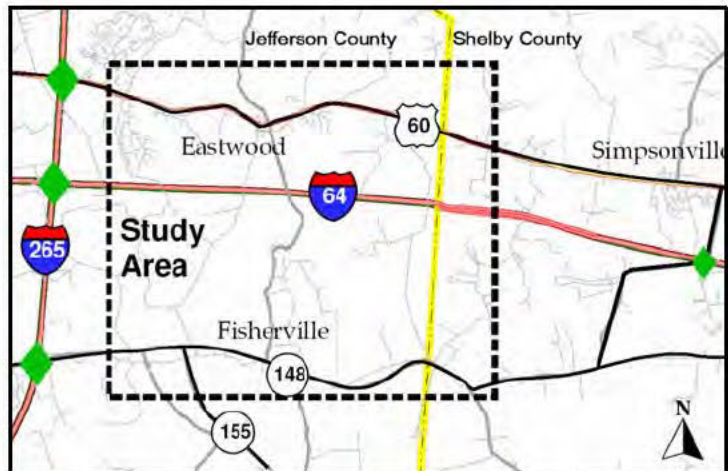 Jefferson County
Shelby County
60
Eastwood
Simpsonville
64
265
Study
Area
Fisherville
148
155
N